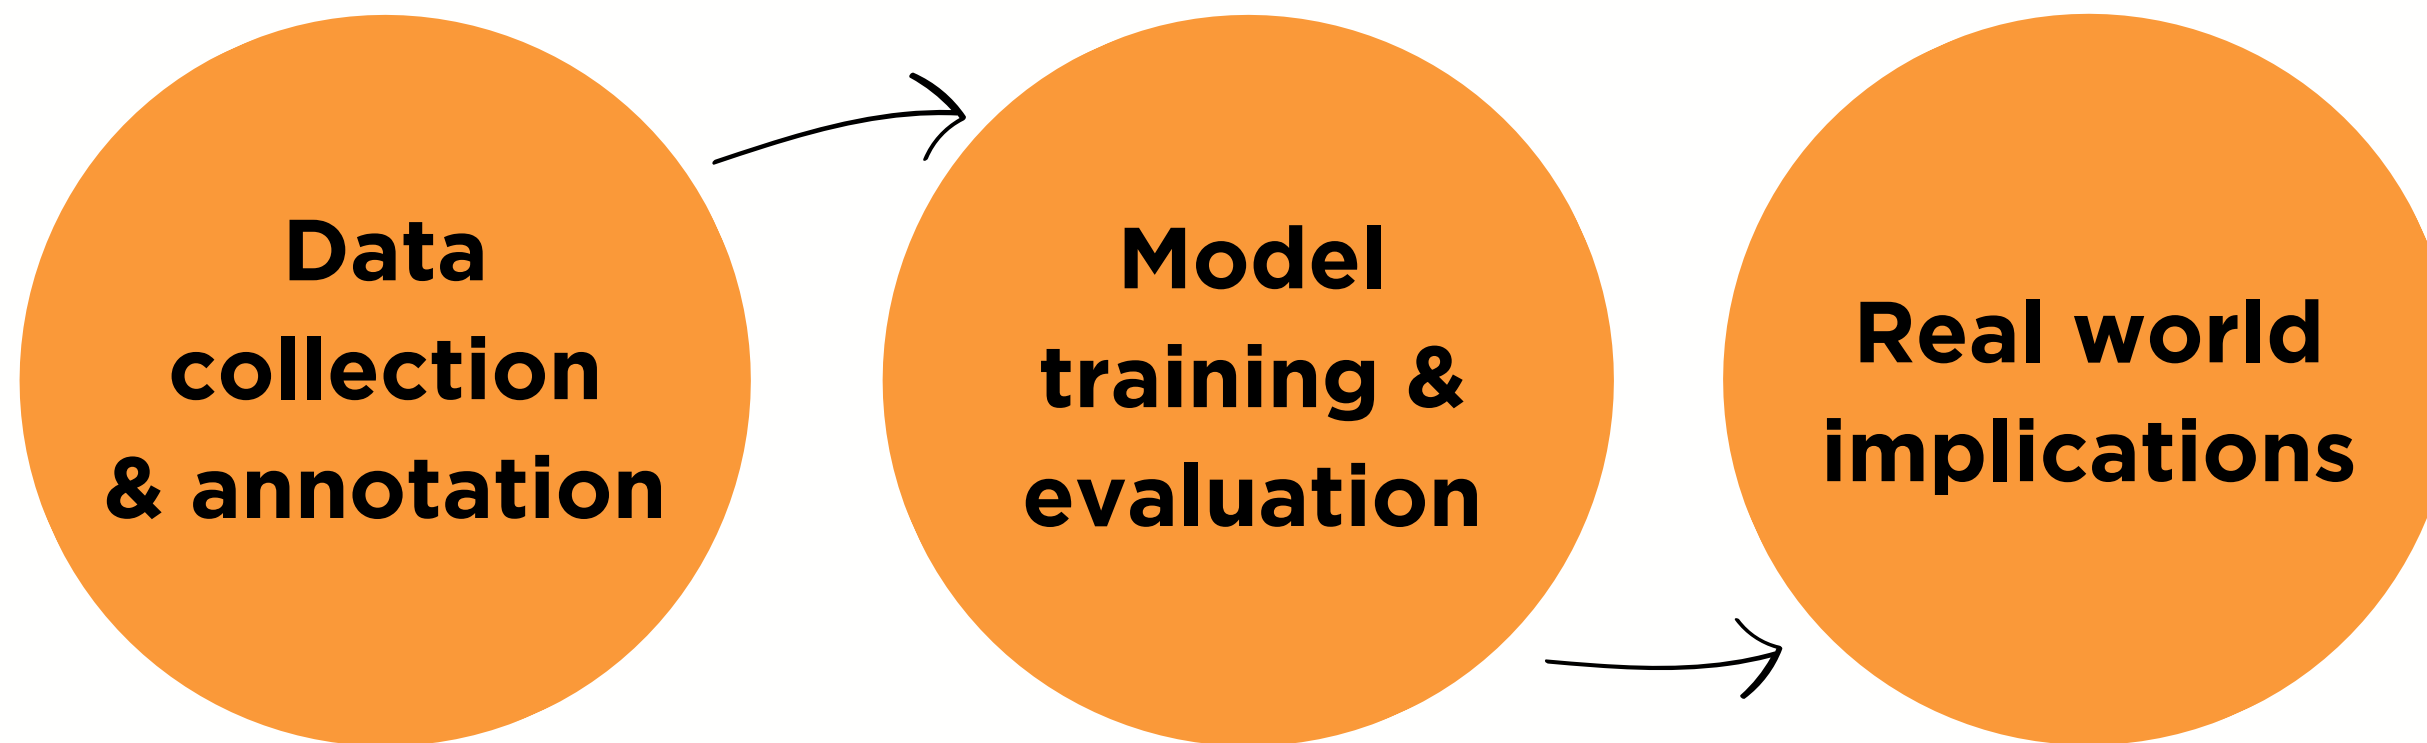 Data
collection
& annotation
Model
training &
evaluation
Real world
implications